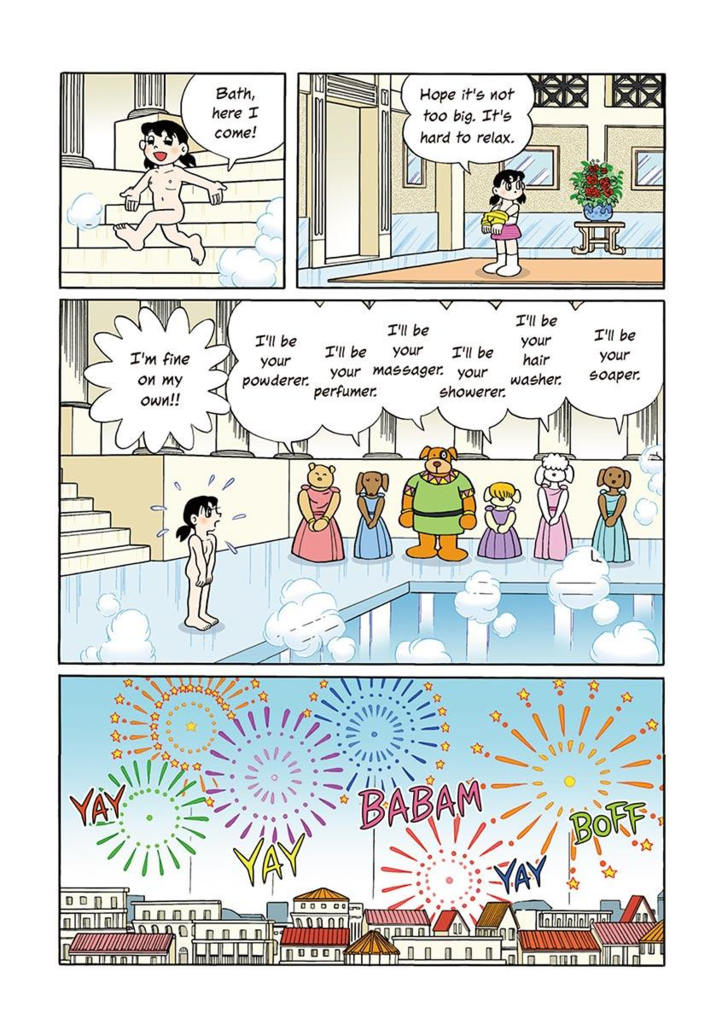 Bath,
here I
come!
Hope it's not
too big. It's
hard to relax.
I'm fine
on my
own!!
I'll be
your
powderer.
I'll be
your
perfumer.
I'll be
your
massager.
I'll be
your
showerer.
I'll be
your
hair
washer.
I'll be
your
soaper.
YAY
YAY
BABAM
YAY
BOFF